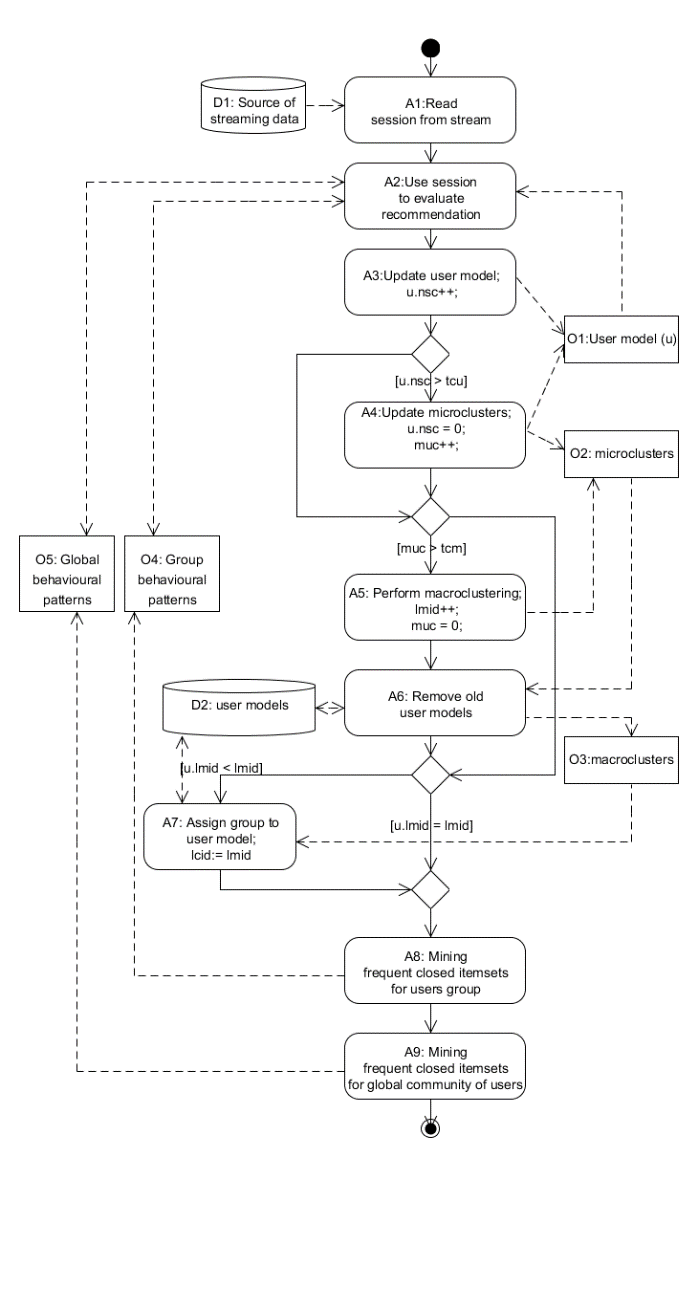 D1: Source of
streaming data
A1:Read
session from stream
A2:Use session
to evaluate
recommendation
A3:Update user model;
u.nsc++;
O1:User model (u)
[u.nsc > tcu]
A4:Update microclusters;
u.nsc = 0;
muc++;
O2: microclusters
[muc > tcm]
O5: Global
behavioural
patterns
O4: Group
behavioural
patterns
A5: Perform macroclustering;
lmid++;
muc = 0;
A6: Remove old
user models
D2: user models
O3:macroclusters
[u.lmid < lmid]
A7: Assign group to
user model;
lcid:= lmid
[u.lmid = lmid]
A8: Mining
frequent closed itemsets
for users group
A9: Mining
frequent closed itemsets
for global community of users